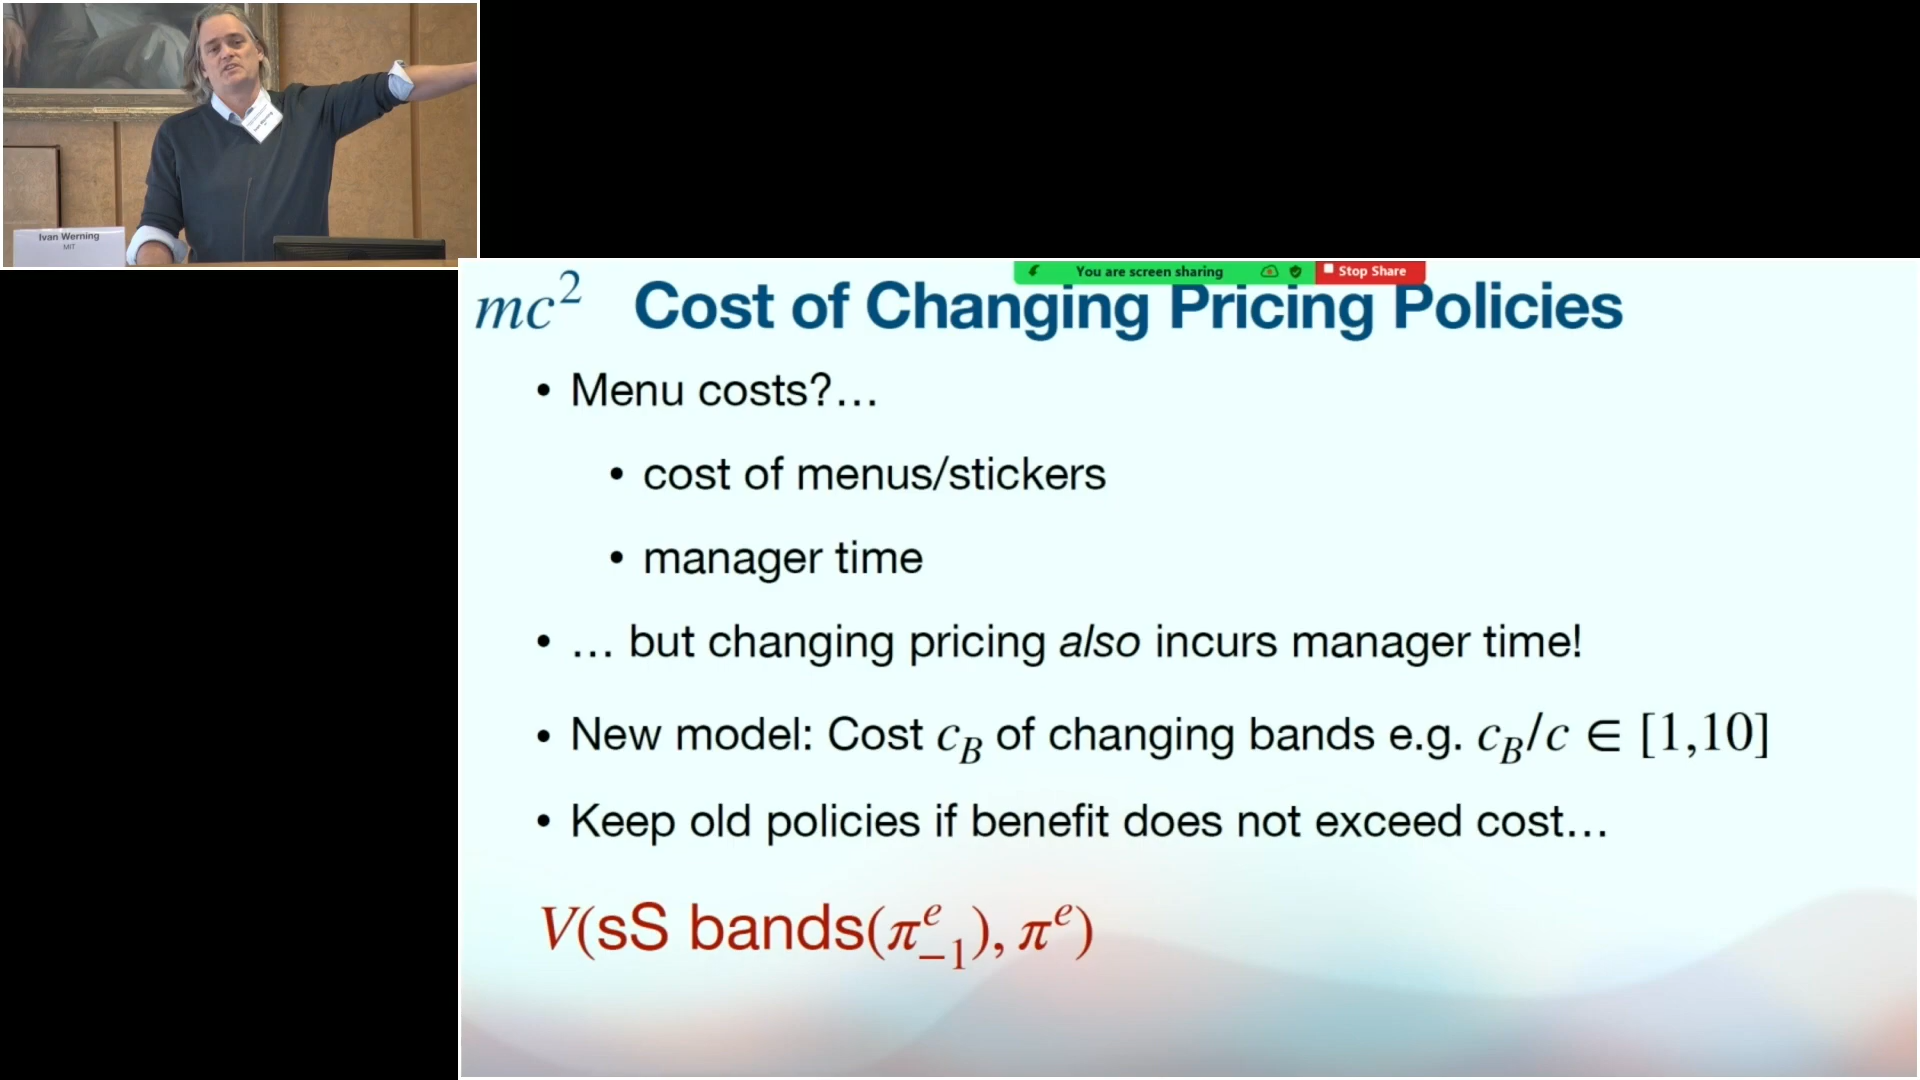 Ivan Werning
MIT
You are screen sharing
Stop Share
mc² Cost of Changing Pricing Policies
• Menu costs?…
• cost of menus/stickers
• manager time
• … but changing pricing also incurs manager time!
• New model: Cost c_B of changing bands e.g. c_B/c ∈ [1,10]
• Keep old policies if benefit does not exceed cost…
V(sS bands(π^e_{−1}), π^e)